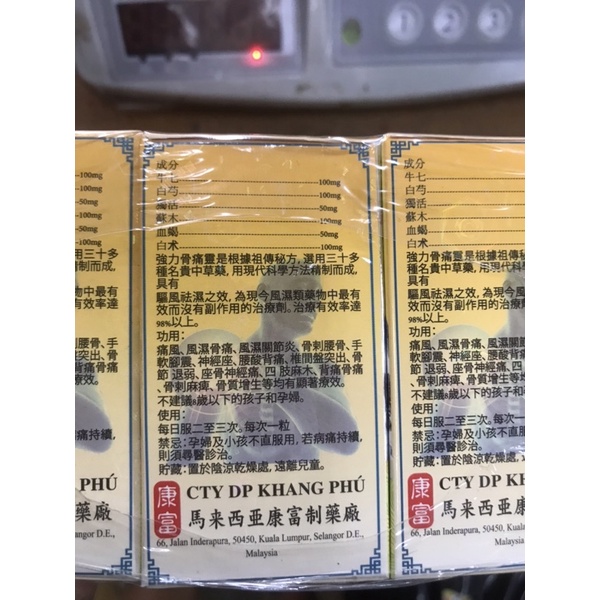 1 2 3
成分
牛七 100mg
白芍 100mg
獨活 50mg
蘇木 100mg
血蝎 50mg
白术 100mg
強力骨痛靈是根據祖傳秘方, 選用三十多
種名貴中草藥, 用現代科學方法精制而成,
具有
驅風祛濕之效, 為現今風濕類藥物中最有
效而沒有副作用的治療劑。治療有效率達
98%以上。
功用:
痛風、風濕骨痛、風濕關節炎、骨刺腰骨、手
軟腳震、神經座、腰酸背痛、椎間盤突出、骨
節 退弱、座骨神經痛、四 肢麻木、背痛骨痛
、骨刺麻痺、骨質增生等均有顯著療效。
不建議8歲以下的孩子和孕婦。
使用:
每日服二至三次。每次一粒
禁忌:孕婦及小孩不直服用, 若病痛持續,
則須尋醫診治。
貯藏: 置於陰涼乾燥處, 遠離兒童。
康富
CTY DP KHANG PHÚ
馬来西亚康富制藥廠
66, Jalan Inderapura, 50450, Kuala Lumpur, Selangor D.E.,
Malaysia